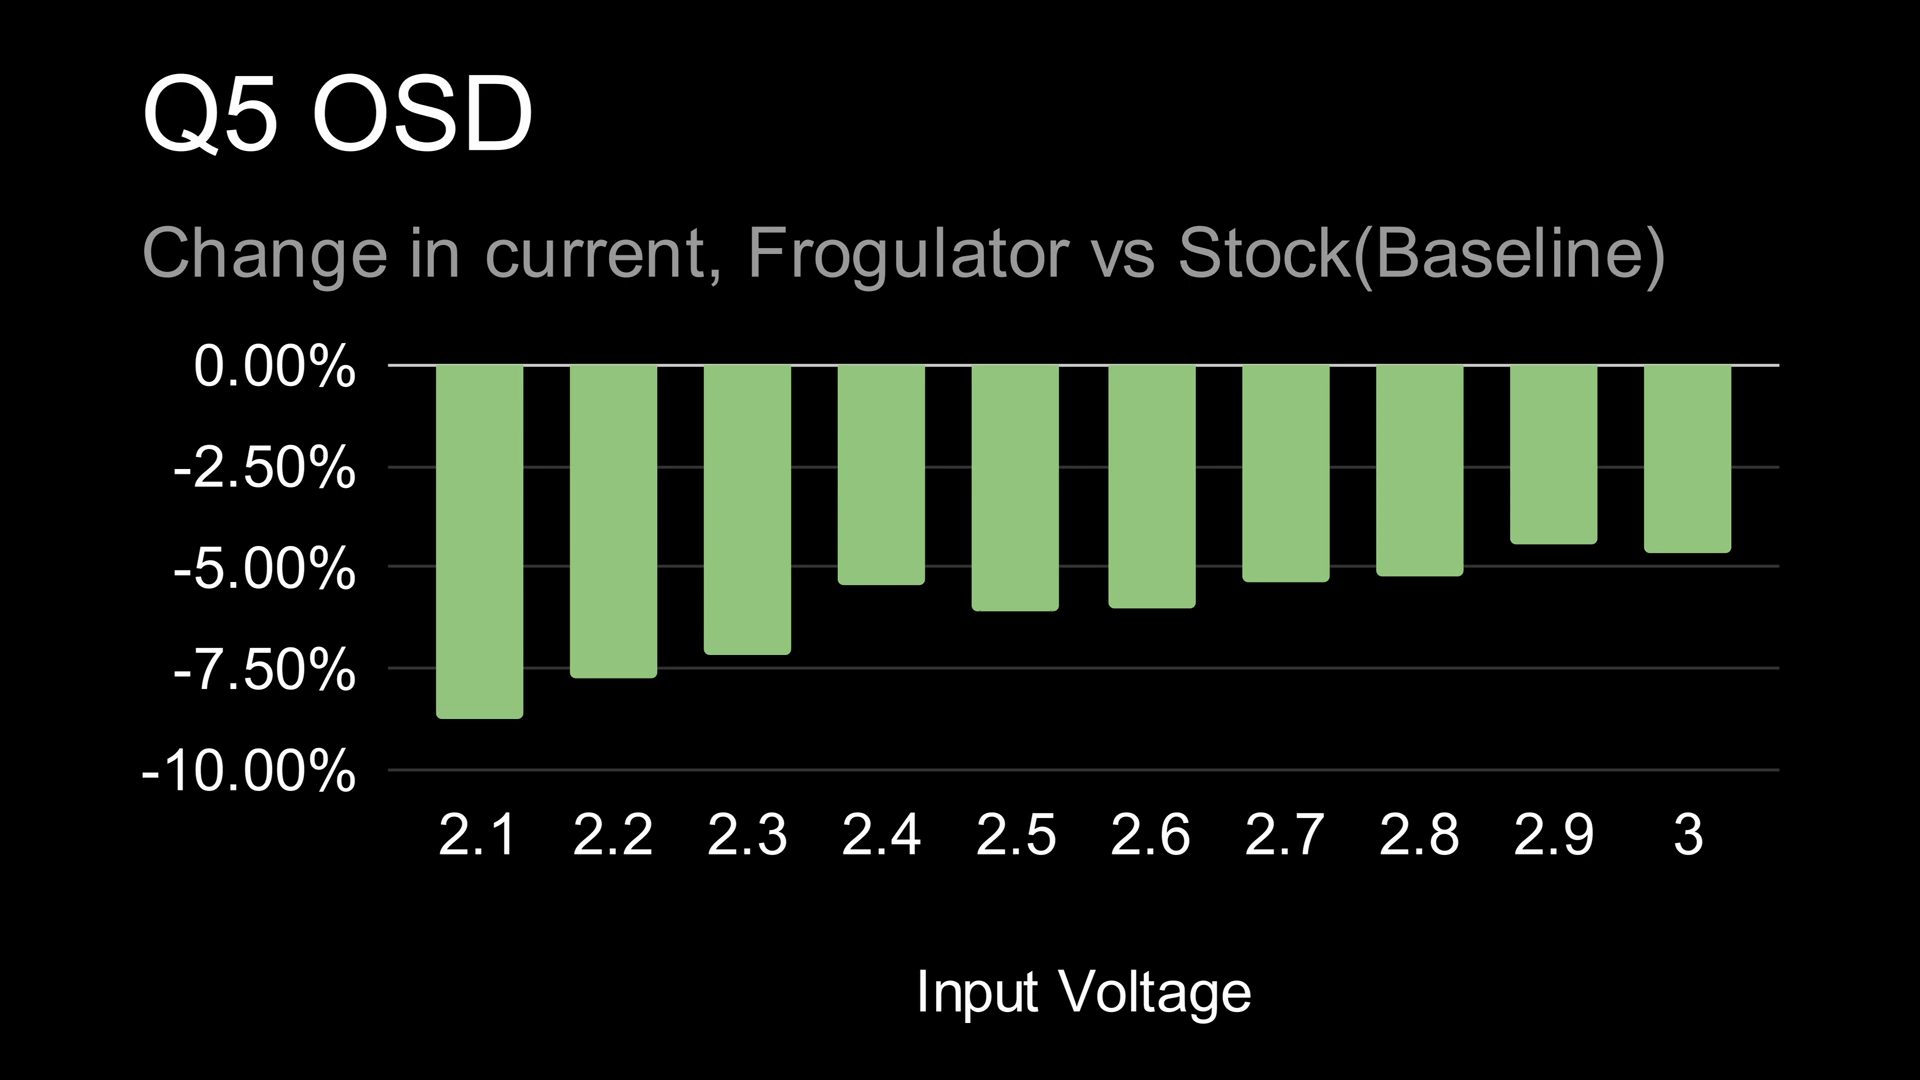 Q5 OSD
Change in current, Frogulator vs Stock(Baseline)
0.00%
-2.50%
-5.00%
-7.50%
-10.00%
2.1 2.2 2.3 2.4 2.5 2.6 2.7 2.8 2.9 3
Input Voltage